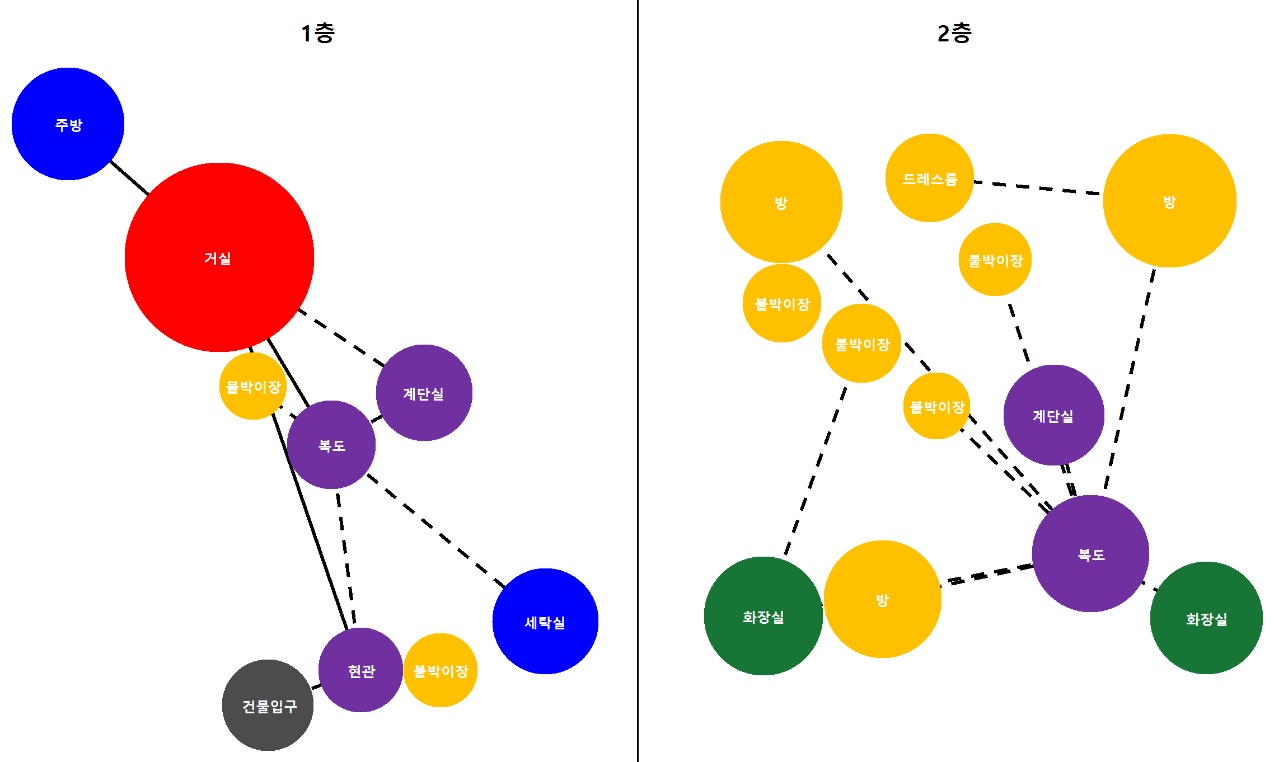 1층
주방
거실
붙박이장
계단실
복도
세탁실
현관
붙박이장
건물입구
2층
방
드레스룸
방
붙박이장
붙박이장
붙박이장
붙박이장
계단실
복도
방
화장실
화장실